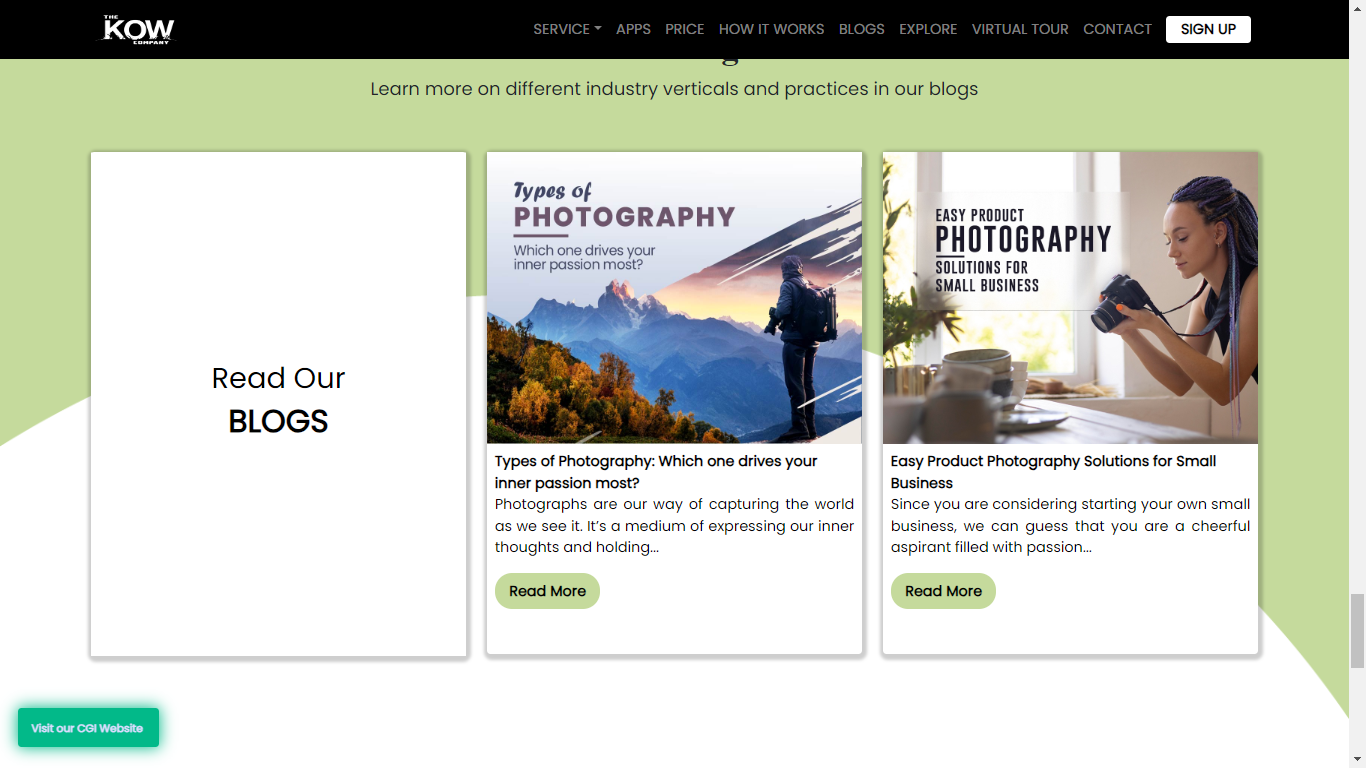 THE
KOW
COMPANY
SERVICE
APPS
PRICE
HOW IT WORKS
BLOGS
EXPLORE
VIRTUAL TOUR
CONTACT
SIGN UP
Learn more on different industry verticals and practices in our blogs
Read Our
BLOGS
Types of
PHOTOGRAPHY
Which one drives your
inner passion most?
Types of Photography: Which one drives your
inner passion most?
Photographs are our way of capturing the world
as we see it. It’s a medium of expressing our inner
thoughts and holding...
Read More
EASY PRODUCT
PHOTOGRAPHY
SOLUTIONS FOR
SMALL BUSINESS
Easy Product Photography Solutions for Small
Business
Since you are considering starting your own small
business, we can guess that you are a cheerful
aspirant filled with passion...
Read More
Visit our CGI Website